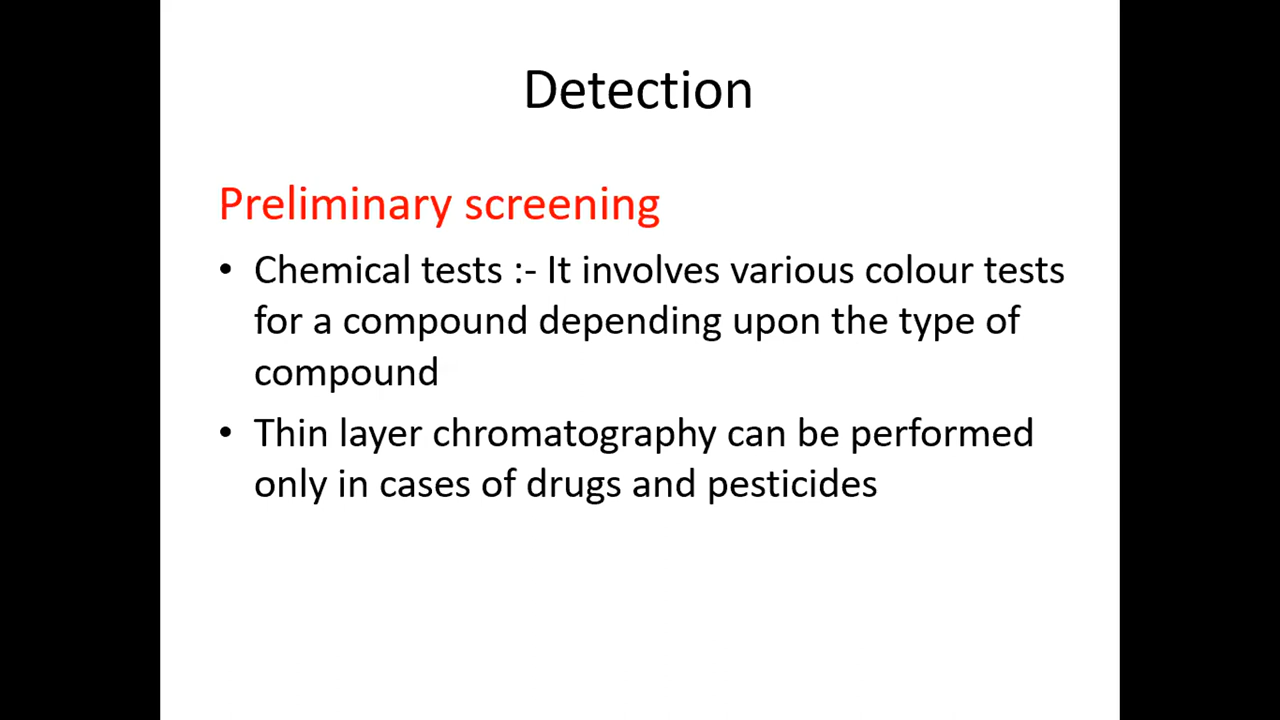 Detection
Preliminary screening
• Chemical tests :- It involves various colour tests
for a compound depending upon the type of
compound
• Thin layer chromatography can be performed
only in cases of drugs and pesticides